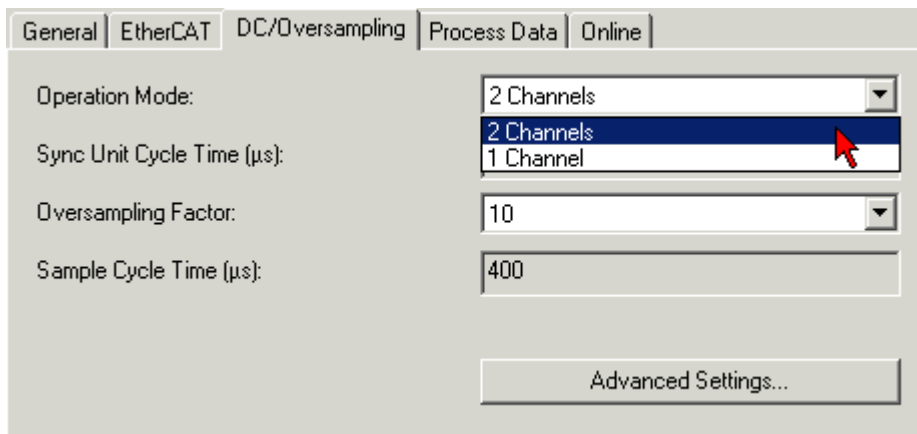 General EtherCAT DC/Oversampling Process Data Online
Operation Mode: 2 Channels
2 Channels
Sync Unit Cycle Time (µs): 1 Channel
Oversampling Factor: 10
Sample Cycle Time (µs): 400
Advanced Settings...